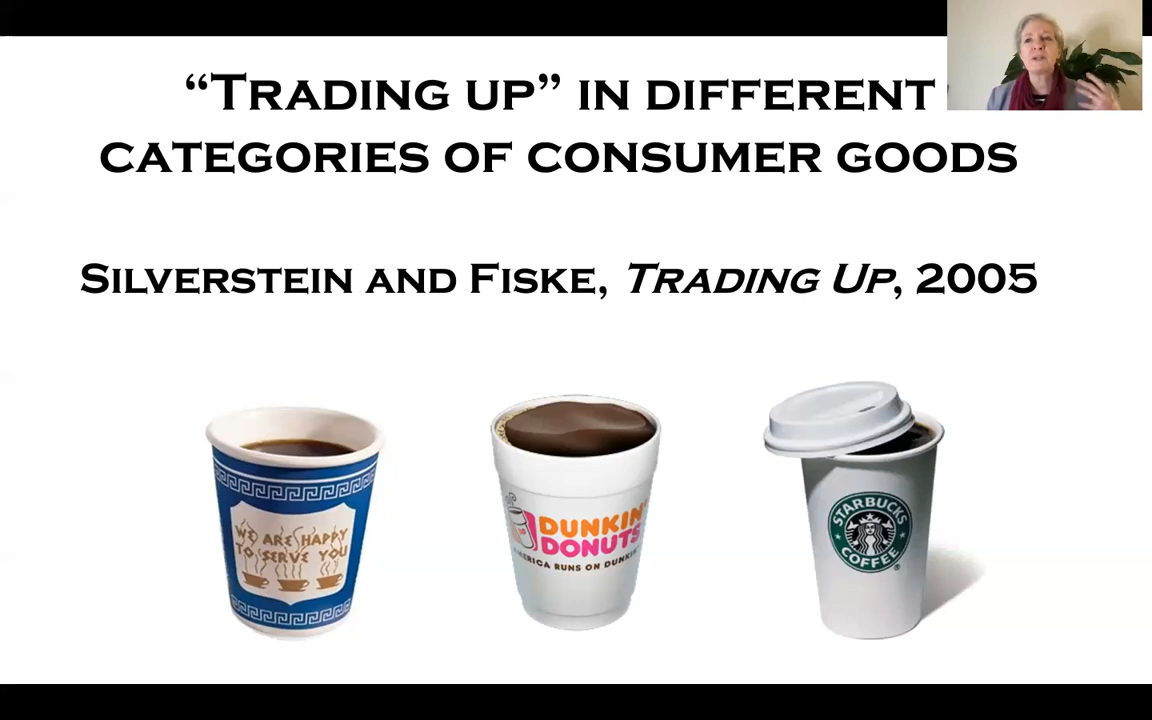 “TRADING UP” IN DIFFERENT
CATEGORIES OF CONSUMER GOODS
SILVERSTEIN AND FISKE, TRADING UP, 2005
WE ARE HAPPY
TO SERVE YOU
DUNKIN'
DONUTS
AMERICA RUNS ON DUNKIN'
STARBUCKS
COFFEE